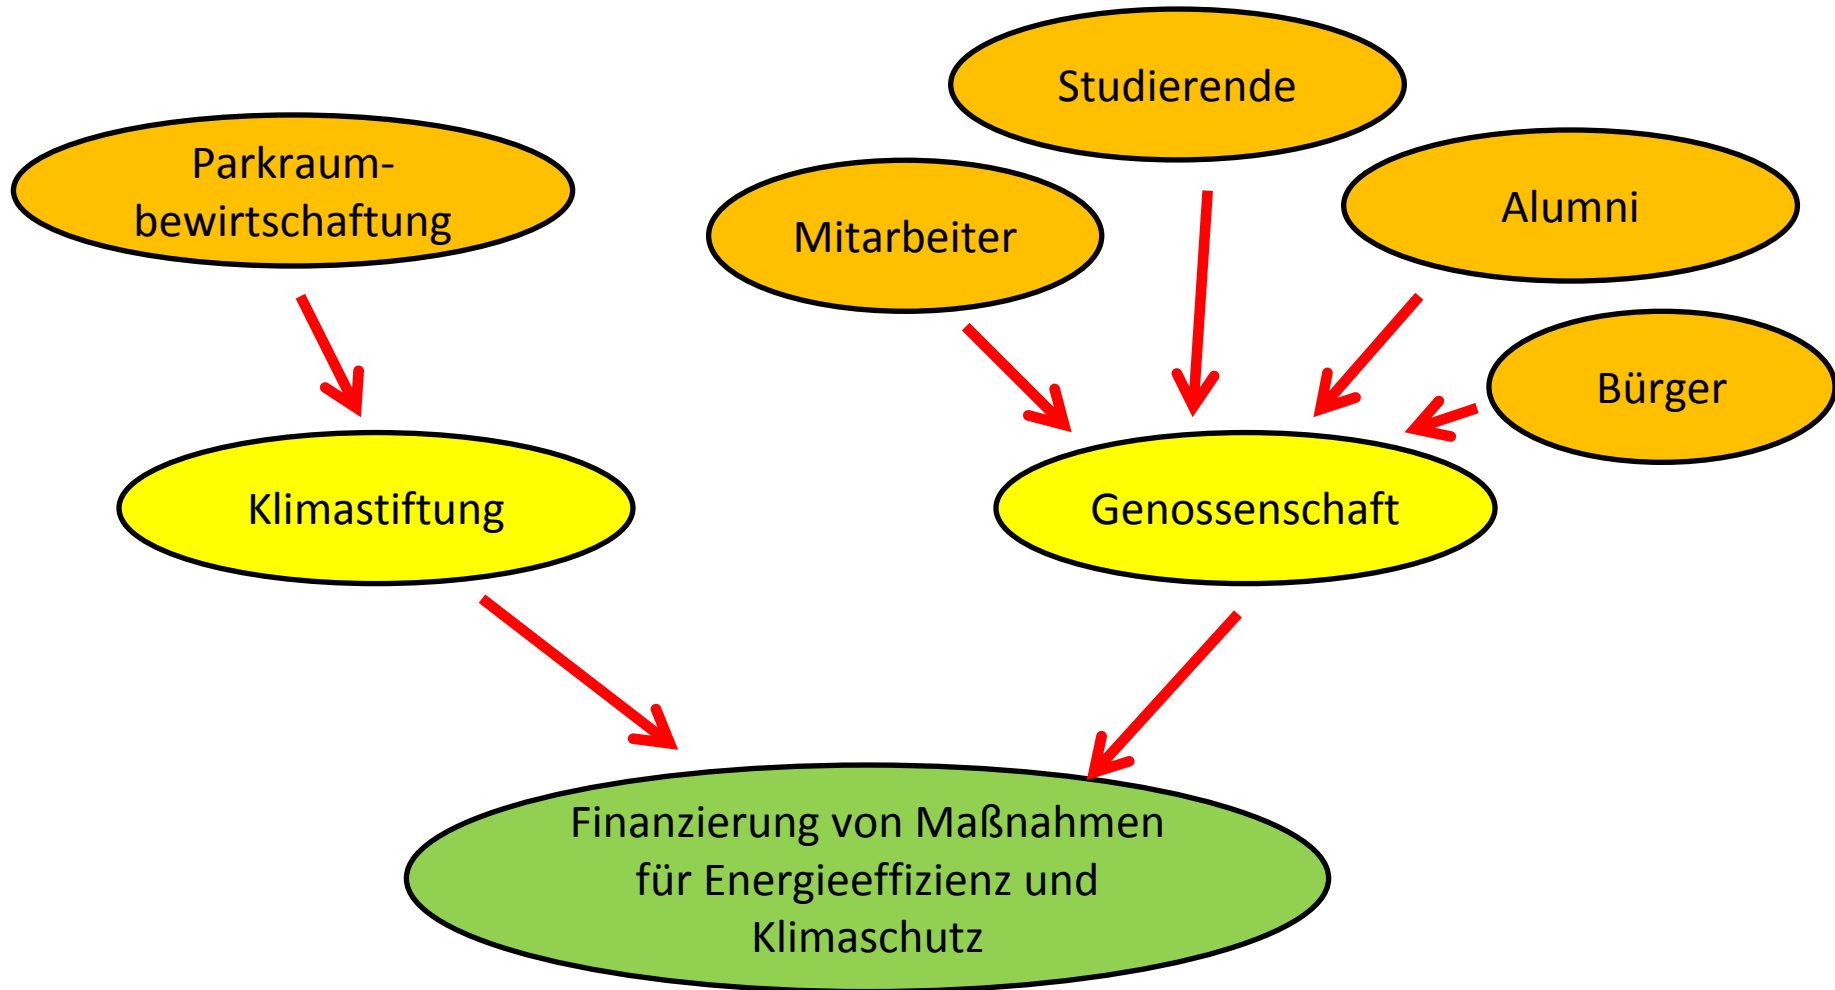 Studierende
Parkraum-
bewirtschaftung
Mitarbeiter
Alumni
Bürger
Klimastiftung
Genossenschaft
Finanzierung von Maßnahmen
für Energieeffizienz und
Klimaschutz